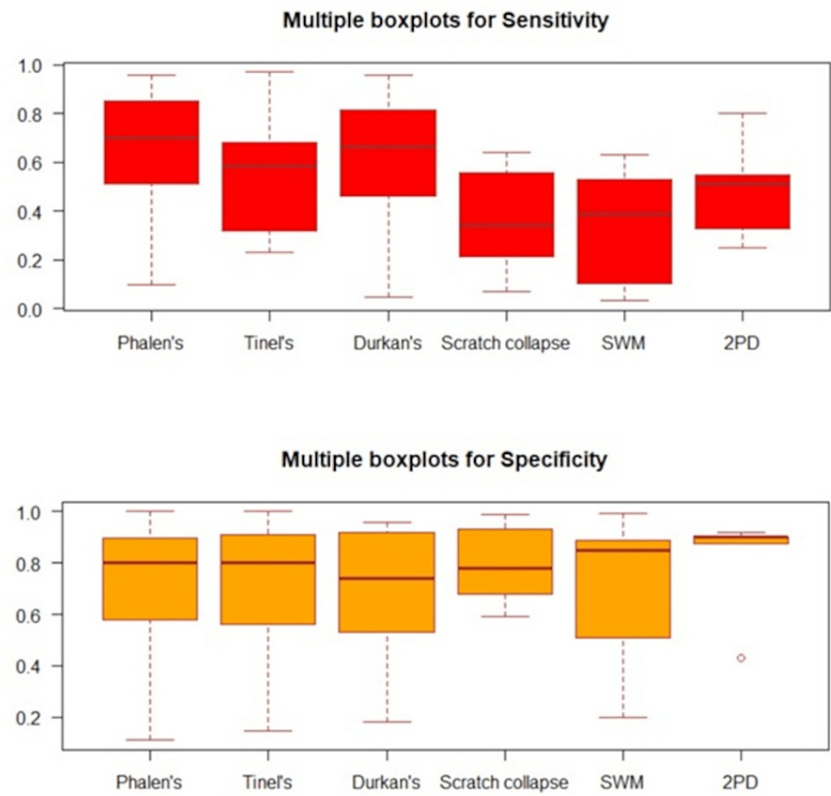 Multiple boxplots for Sensitivity
1.0
0.8
0.6
0.4
0.2
0.0
Phalen's Tinel's Durkan's Scratch collapse SWM 2PD
Multiple boxplots for Specificity
1.0
0.8
0.6
0.4
0.2
Phalen's Tinel's Durkan's Scratch collapse SWM 2PD